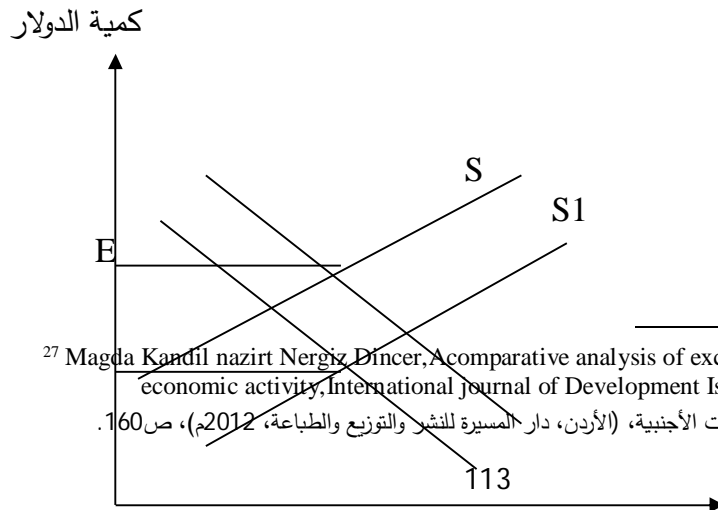 كمية الدولار
S
S1
E
27 Magda Kandil nazirt Nergiz Dincer,Acomparative analysis of exc
economic activity,International journal of Development Is
ت الأجنبية، (الأردن، دار المسيرة للنشر والتوزيع والطباعة، 2012م)، ص160.
113